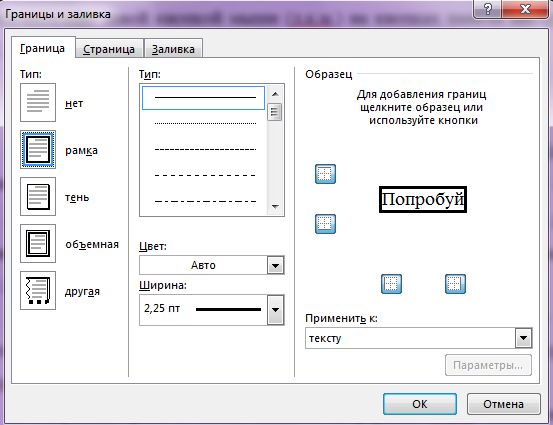 Границы и заливка
Граница Страница Заливка
Тип:
нет
рамка
тень
объемная
другая
Тип:
Цвет:
Авто
Ширина:
2,25 пт
Образец
Для добавления границ
щелкните образец или
используйте кнопки
Попробуй
Применить к:
тексту
Параметры...
ОК Отмена